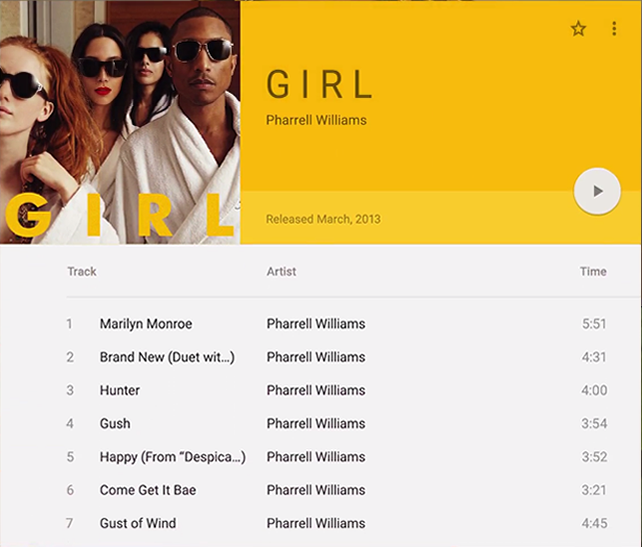 GIRL
Pharrell Williams
GIRL
Released March, 2013
Track Artist Time
1 Marilyn Monroe Pharrell Williams 5:51
2 Brand New (Duet wit...) Pharrell Williams 4:31
3 Hunter Pharrell Williams 4:00
4 Gush Pharrell Williams 3:54
5 Happy (From “Despica...) Pharrell Williams 3:52
6 Come Get It Bae Pharrell Williams 3:21
7 Gust of Wind Pharrell Williams 4:45